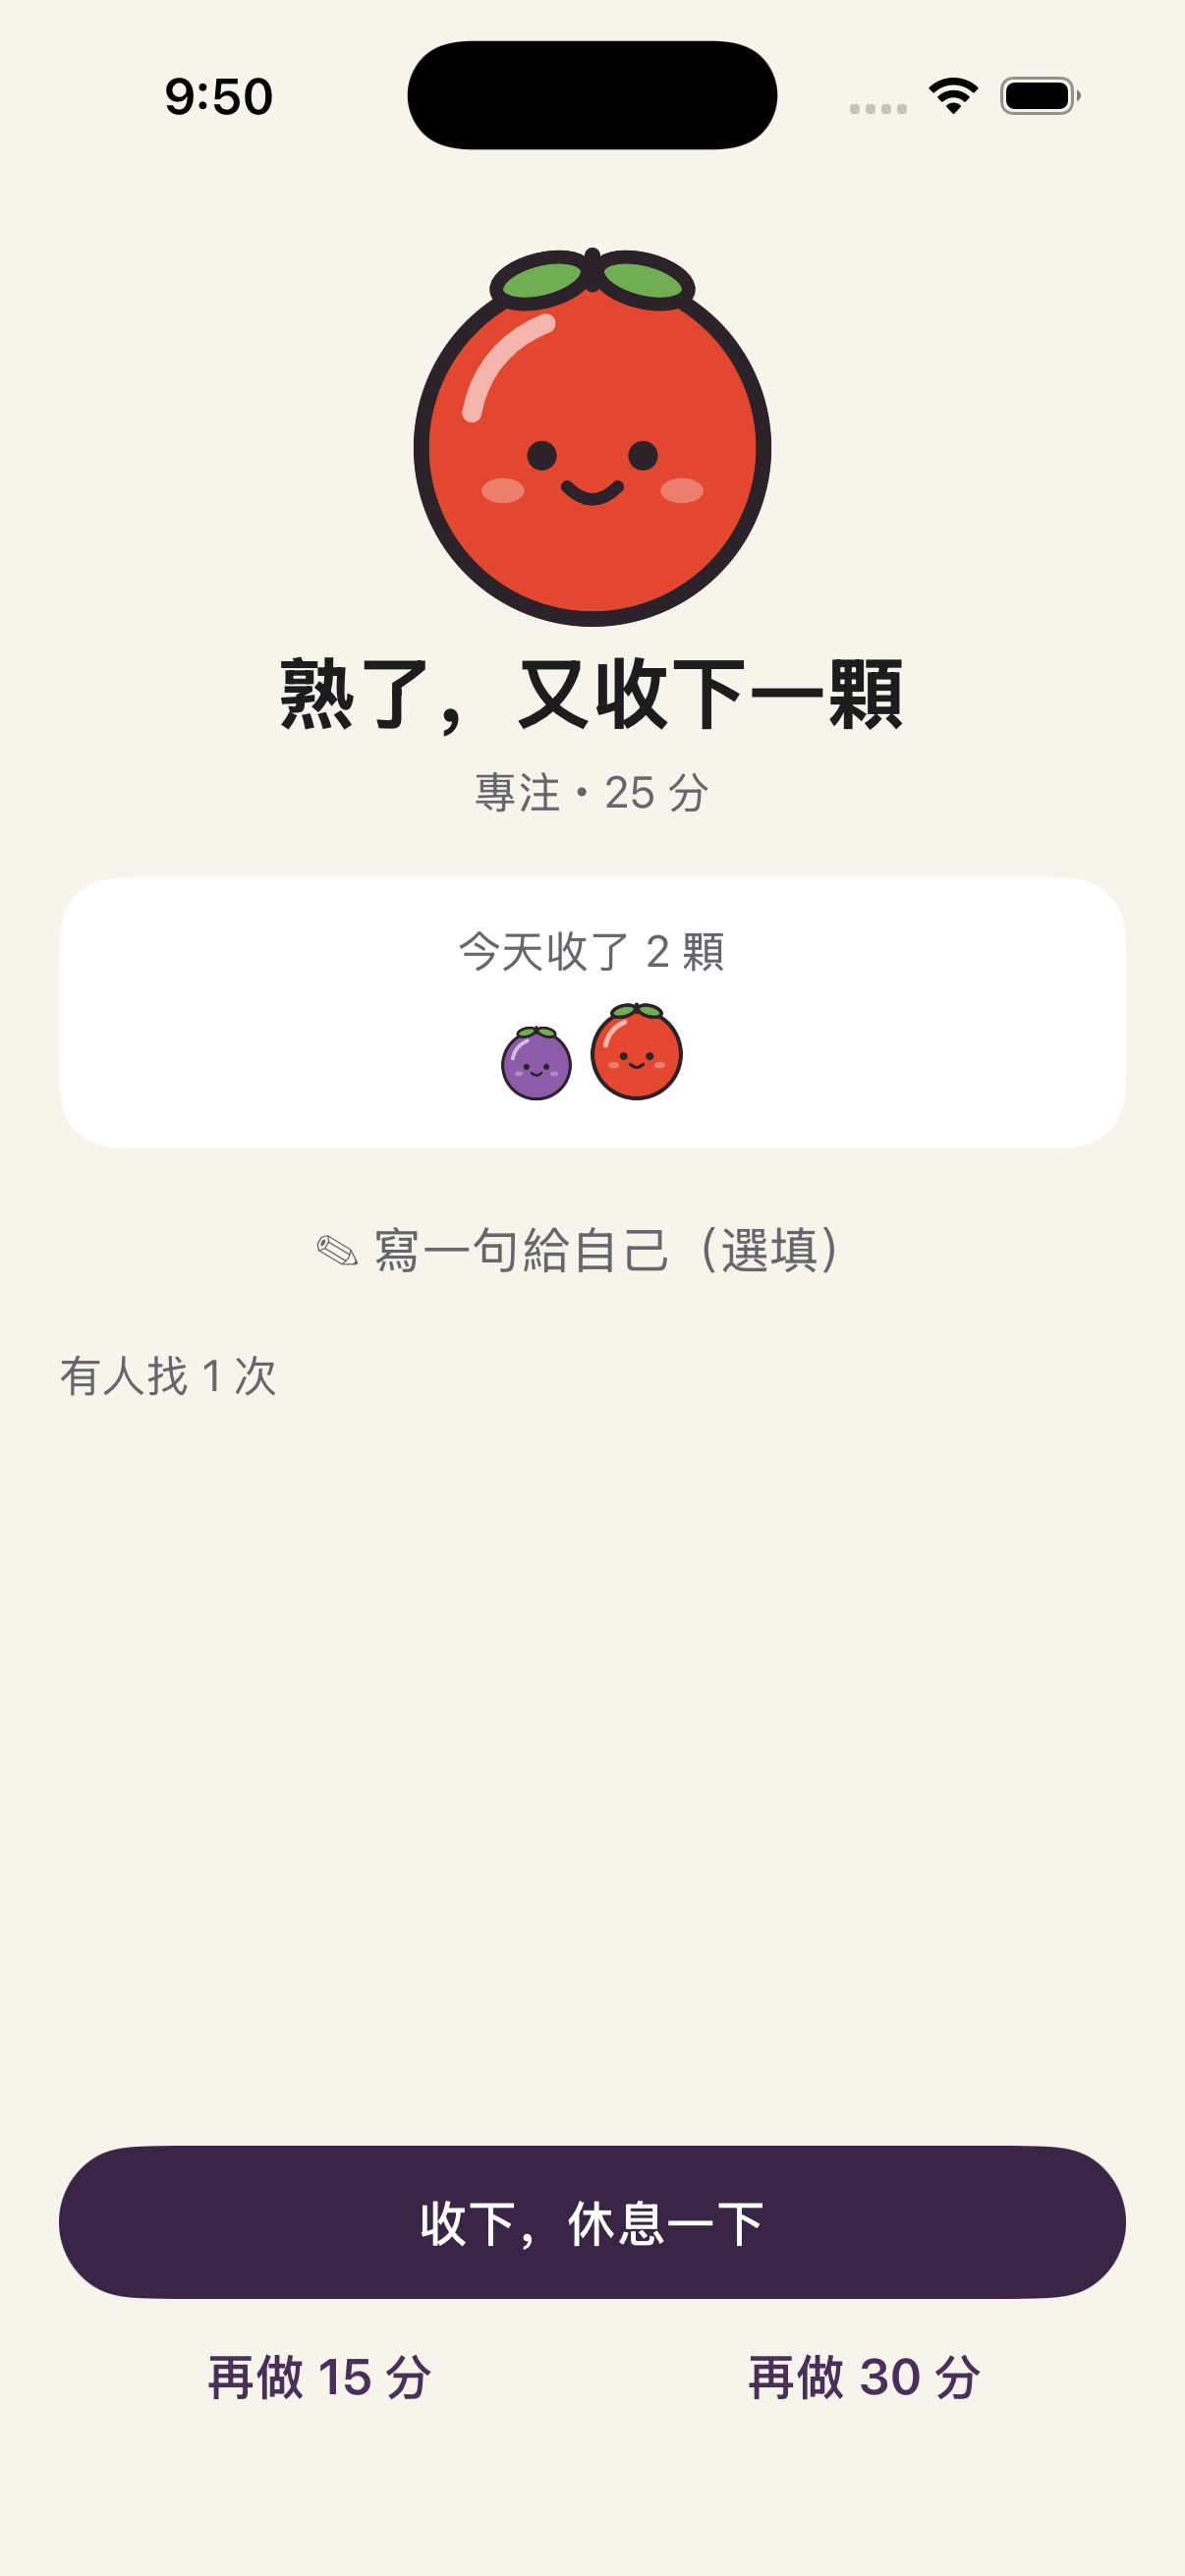 9:50
熟了，又收下一顆
專注・25 分
今天收了 2 顆
✎ 寫一句給自己（選填）
有人找 1 次
收下，休息一下
再做 15 分
再做 30 分